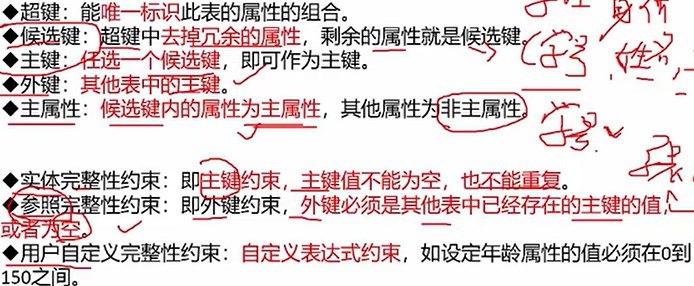 ◆超键：能唯一标识此表的属性的组合。
◆候选键：超键中去掉冗余的属性，剩余的属性就是候选键。
◆主键：任选一个候选键，即可作为主键。
◆外键：其他表中的主键。
◆主属性：候选键内的属性为主属性，其他属性为非主属性。
(学号，姓名)
学号
表
◆实体完整性约束：即主键约束，主键值不能为空，也不能重复。
◆参照完整性约束：即外键约束，外键必须是其他表中已经存在的主键的值，
或者为空。
◆用户自定义完整性约束：自定义表达式约束，如设定年龄属性的值必须在0到
150之间。